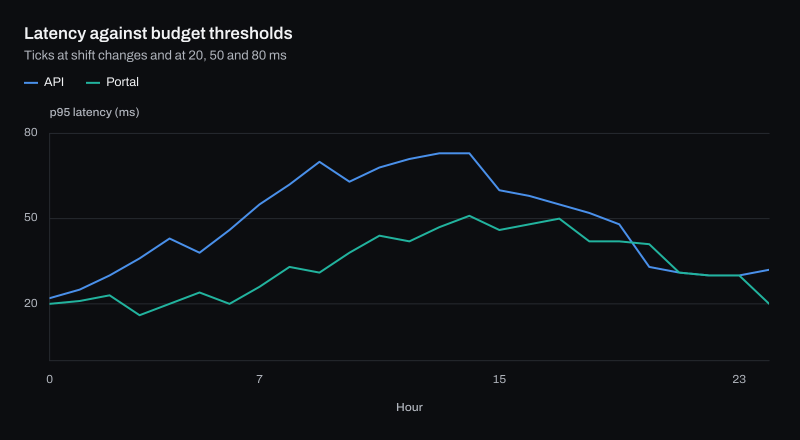 Latency against budget thresholds
Ticks at shift changes and at 20, 50 and 80 ms
API Portal
p95 latency (ms)
80
50
20
0 7 15 23
Hour